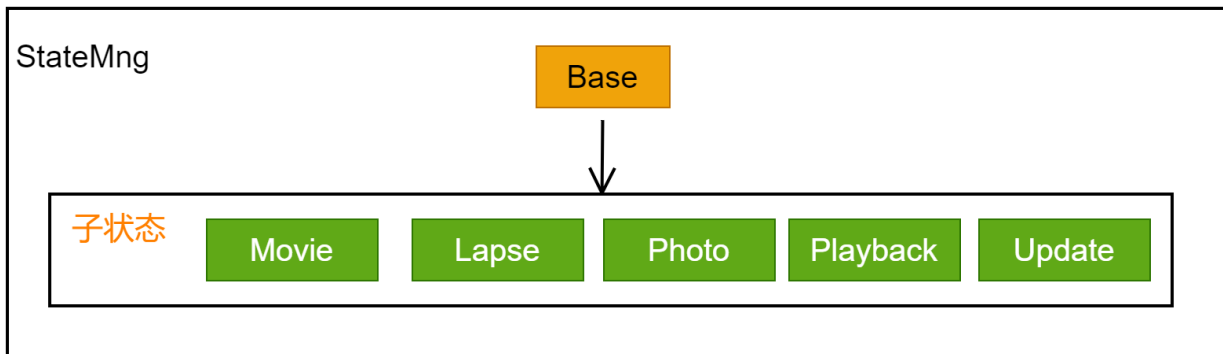 StateMng
Base
子状态
Movie
Lapse
Photo
Playback
Update